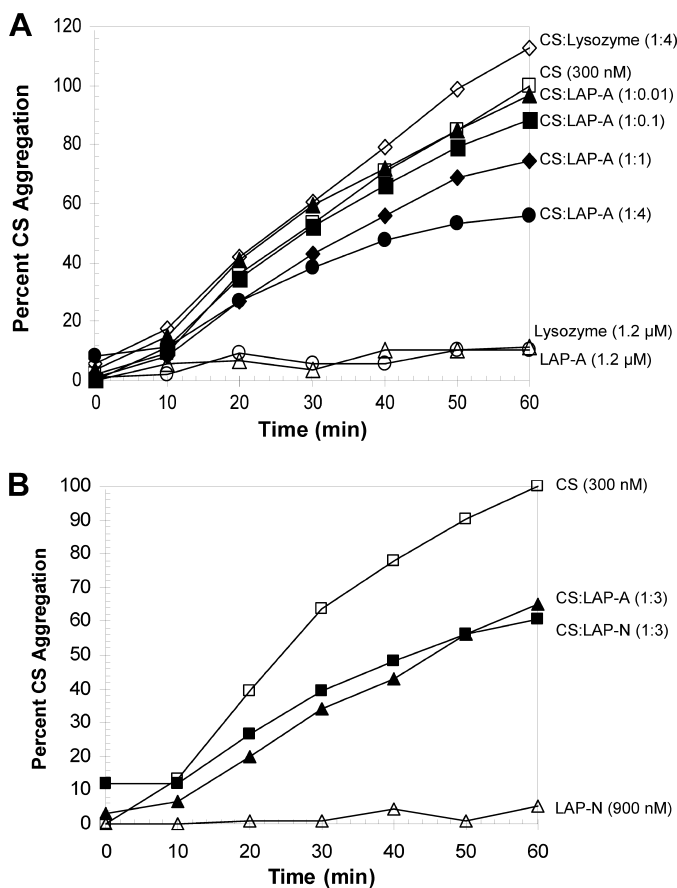 A
120
100
80
60
40
20
0
Percent CS Aggregation
0 10 20 30 40 50 60
Time (min)
CS:Lysozyme (1:4)
CS (300 nM)
CS:LAP-A (1:0.01)
CS:LAP-A (1:0.1)
CS:LAP-A (1:1)
CS:LAP-A (1:4)
Lysozyme (1.2 µM)
LAP-A (1.2 µM)
B
100
90
80
70
60
50
40
30
20
10
0
Percent CS Aggregation
0 10 20 30 40 50 60
Time (min)
CS (300 nM)
CS:LAP-A (1:3)
CS:LAP-N (1:3)
LAP-N (900 nM)